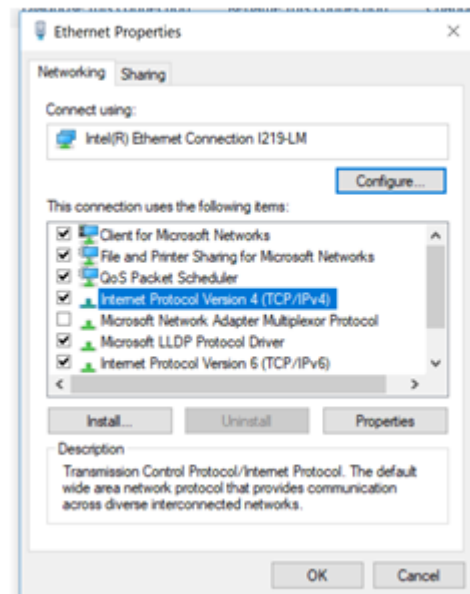 Ethernet Properties
Networking Sharing
Connect using:
Intel(R) Ethernet Connection I219-LM
Configure...
This connection uses the following items:
Client for Microsoft Networks
File and Printer Sharing for Microsoft Networks
QoS Packet Scheduler
Internet Protocol Version 4 (TCP/IPv4)
Microsoft Network Adapter Multiplexor Protocol
Microsoft LLDP Protocol Driver
Internet Protocol Version 6 (TCP/IPv6)
Install... Uninstall Properties
Description
Transmission Control Protocol/Internet Protocol. The default
wide area network protocol that provides communication
across diverse interconnected networks.
OK Cancel